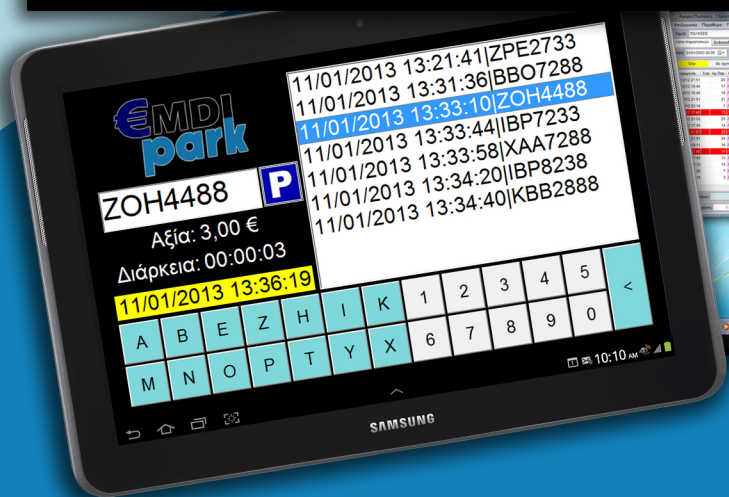 €MDI
park
ZOH4488
P
Αξία: 3,00 €
Διάρκεια: 00:00:03
11/01/2013 13:36:19
11/01/2013 13:21:41|ZPE2733
11/01/2013 13:31:36|BBO7288
11/01/2013 13:33:10|ZOH4488
11/01/2013 13:33:44|IBP7233
11/01/2013 13:33:58|XAA7288
11/01/2013 13:34:20|IBP8238
11/01/2013 13:34:40|KBB2888
A B E Z H I K 1 2 3 4 5 <
M N O P T Y X 6 7 8 9 0
10:10 AM
SAMSUNG